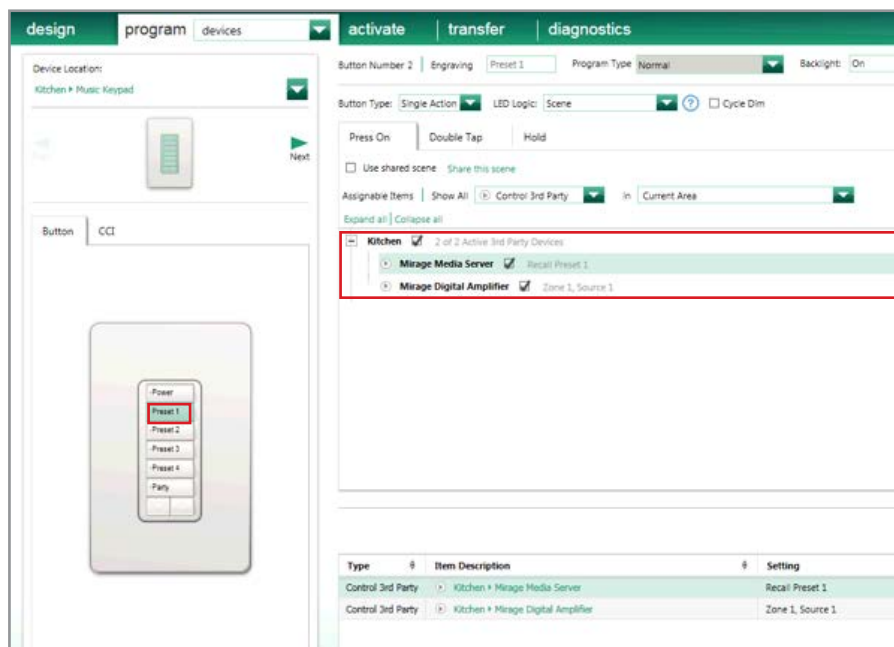 design program devices activate transfer diagnostics
Device Location:
Kitchen Music Keypad
Next
Button CCI
-Power
Preset 1
-Preset 2
-Preset 3
-Preset 4
-Party
Button Number 2 Engraving Preset 1 Program Type Normal Backlight: On
Button Type: Single Action LED Logic: Scene ? Cycle Dim
Press On Double Tap Hold
Use shared scene Share this scene
Assignable Items Show All Control 3rd Party In Current Area
Expand all Collapse all
Kitchen 2 of 2 Active 3rd Party Devices
Mirage Media Server Recall Preset 1
Mirage Digital Amplifier Zone 1, Source 1
Type Item Description Setting
Control 3rd Party Kitchen Mirage Media Server Recall Preset 1
Control 3rd Party Kitchen Mirage Digital Amplifier Zone 1, Source 1